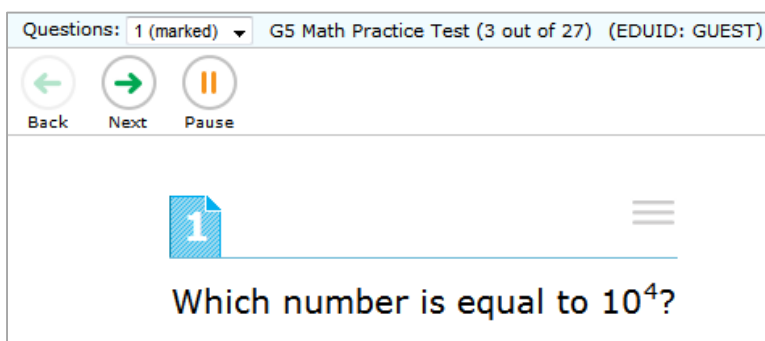 Questions: 1 (marked) G5 Math Practice Test (3 out of 27) (EDUID: GUEST)
Back Next Pause
1
Which number is equal to 10⁴?